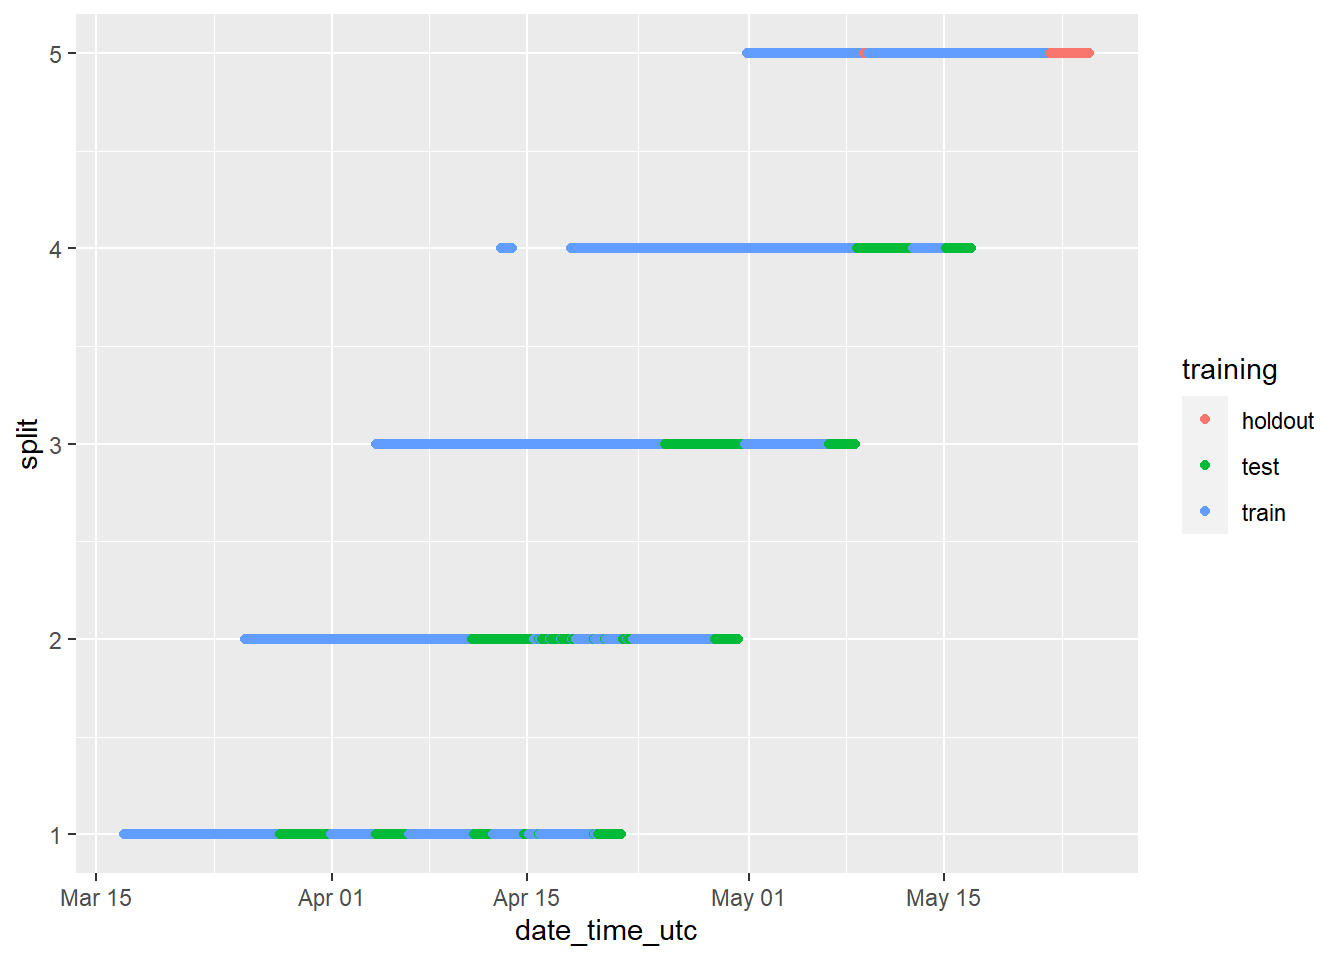 5
4
3
2
1
split
Mar 15
Apr 01
Apr 15
May 01
May 15
date_time_utc
training
holdout
test
train